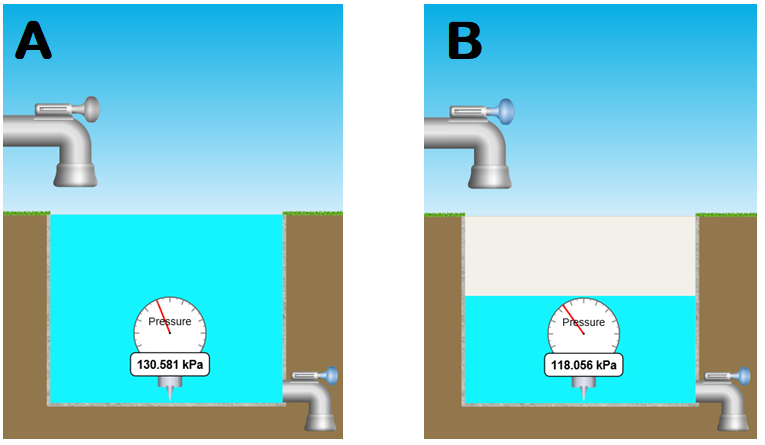 A
B
Pressure
130.581 kPa
Pressure
118.056 kPa